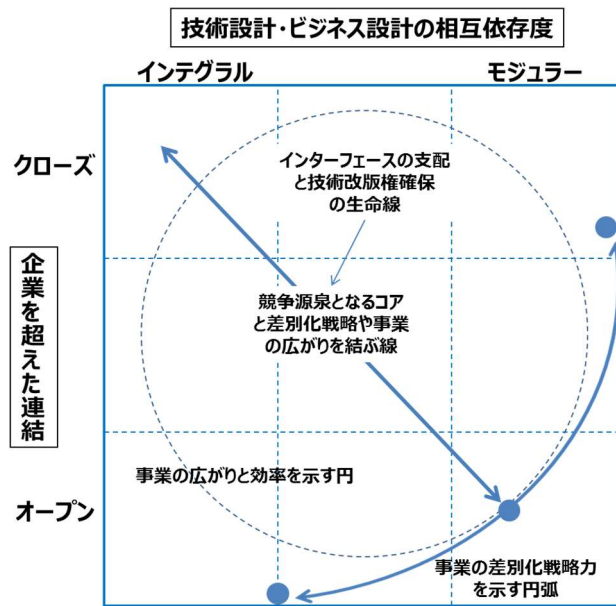 技術設計・ビジネス設計の相互依存度
インテグラル
モジュラー
クローズ
インターフェースの支配
と技術改版権確保
の生命線
企業を超えた連結
競争源泉となるコア
と差別化戦略や事業
の広がりを結ぶ線
事業の広がりと効率を示す円
オープン
事業の差別化戦略力
を示す円弧